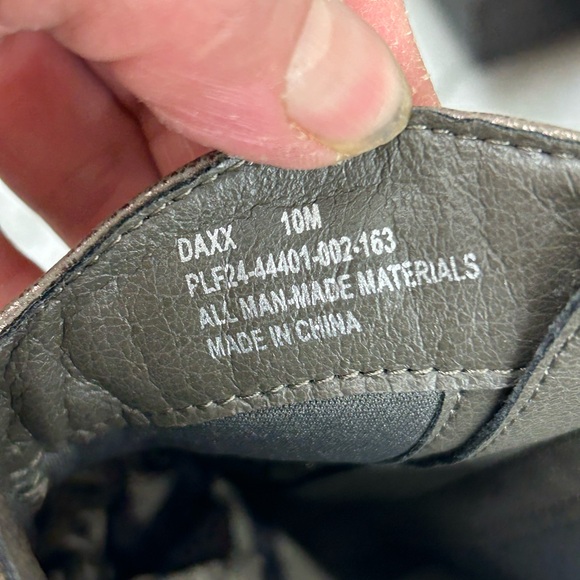 DAXX 10M
PLF24-44401-002-163
ALL MAN-MADE MATERIALS
MADE IN CHINA